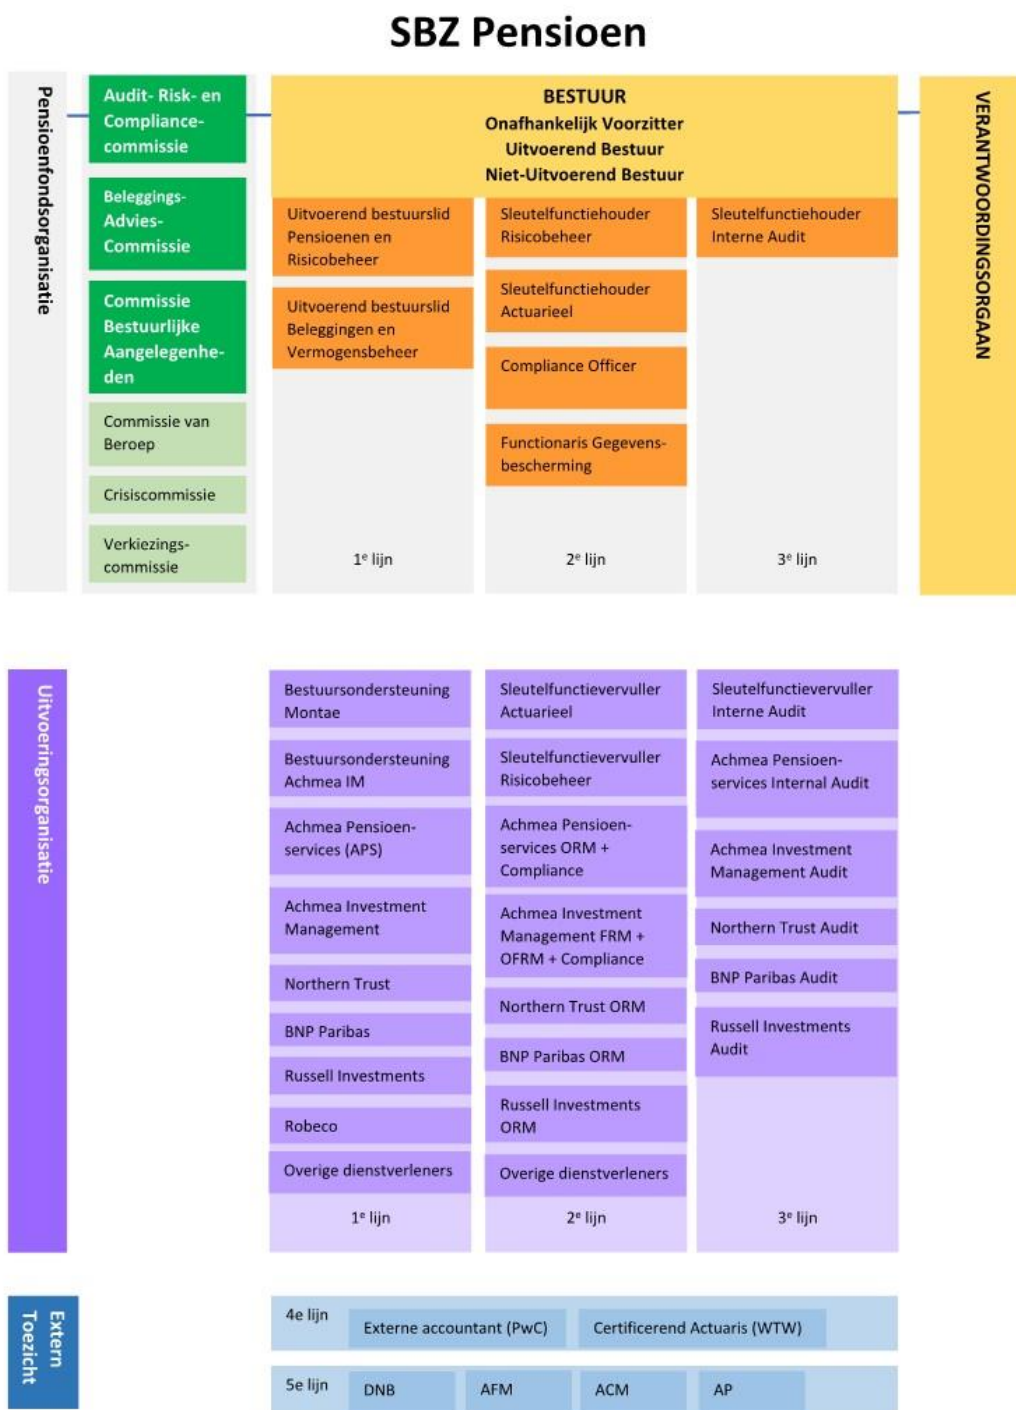 SBZ Pensioen
Pensioenfondsorganisatie
Audit- Risk- en
Compliance-
commissie
Beleggings-
Advies-
Commissie
Commissie
Bestuurlijke
Aangelegenhe-
den
Commissie van
Beroep
Crisiscommissie
Verkiezings-
commissie
BESTUUR
Onafhankelijk Voorzitter
Uitvoerend Bestuur
Niet-Uitvoerend Bestuur
Uitvoerend bestuurslid
Pensioenen en
Risicobeheer
Uitvoerend bestuurslid
Beleggingen en
Vermogensbeheer
1e lijn
Sleutelfunctiehouder
Risicobeheer
Sleutelfunctiehouder
Actuarieel
Compliance Officer
Functionaris Gegevens-
bescherming
2e lijn
Sleutelfunctiehouder
Interne Audit
3e lijn
VERANTWOORDINGSORGAAN
Uitvoeringsorganisatie
Bestuursondersteuning
Montae
Bestuursondersteuning
Achmea IM
Achmea Pensioen-
services (APS)
Achmea Investment
Management
Northern Trust
BNP Paribas
Russell Investments
Robeco
Overige dienstverleners
1e lijn
Sleutelfunctievervuller
Actuarieel
Sleutelfunctievervuller
Risicobeheer
Achmea Pensioen-
services ORM +
Compliance
Achmea Investment
Management FRM +
OFRM + Compliance
Northern Trust ORM
BNP Paribas ORM
Russell Investments
ORM
Overige dienstverleners
2e lijn
Sleutelfunctievervuller
Interne Audit
Achmea Pensioen-
services Internal Audit
Achmea Investment
Management Audit
Northern Trust Audit
BNP Paribas Audit
Russell Investments
Audit
3e lijn
Extern
Toezicht
4e lijn
Externe accountant (PwC)
Certificerend Actuaris (WTW)
5e lijn
DNB
AFM
ACM
AP